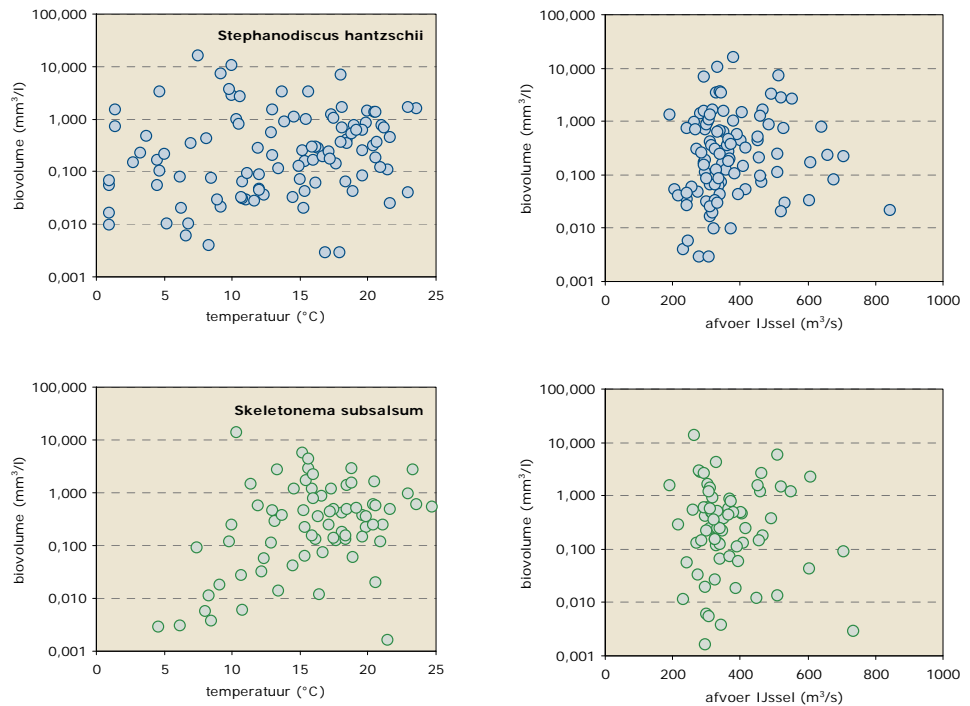 Stephanodiscus hantzschii
biovolume (mm³/l)
100,000
10,000
1,000
0,100
0,010
0,001
0 5 10 15 20 25
temperatuur (°C)
biovolume (mm³/l)
100,000
10,000
1,000
0,100
0,010
0,001
0 200 400 600 800 1000
afvoer IJssel (m³/s)
Skeletonema subsalsum
biovolume (mm³/l)
100,000
10,000
1,000
0,100
0,010
0,001
0 5 10 15 20 25
temperatuur (°C)
biovolume (mm³/l)
100,000
10,000
1,000
0,100
0,010
0,001
0 200 400 600 800 1000
afvoer IJssel (m³/s)